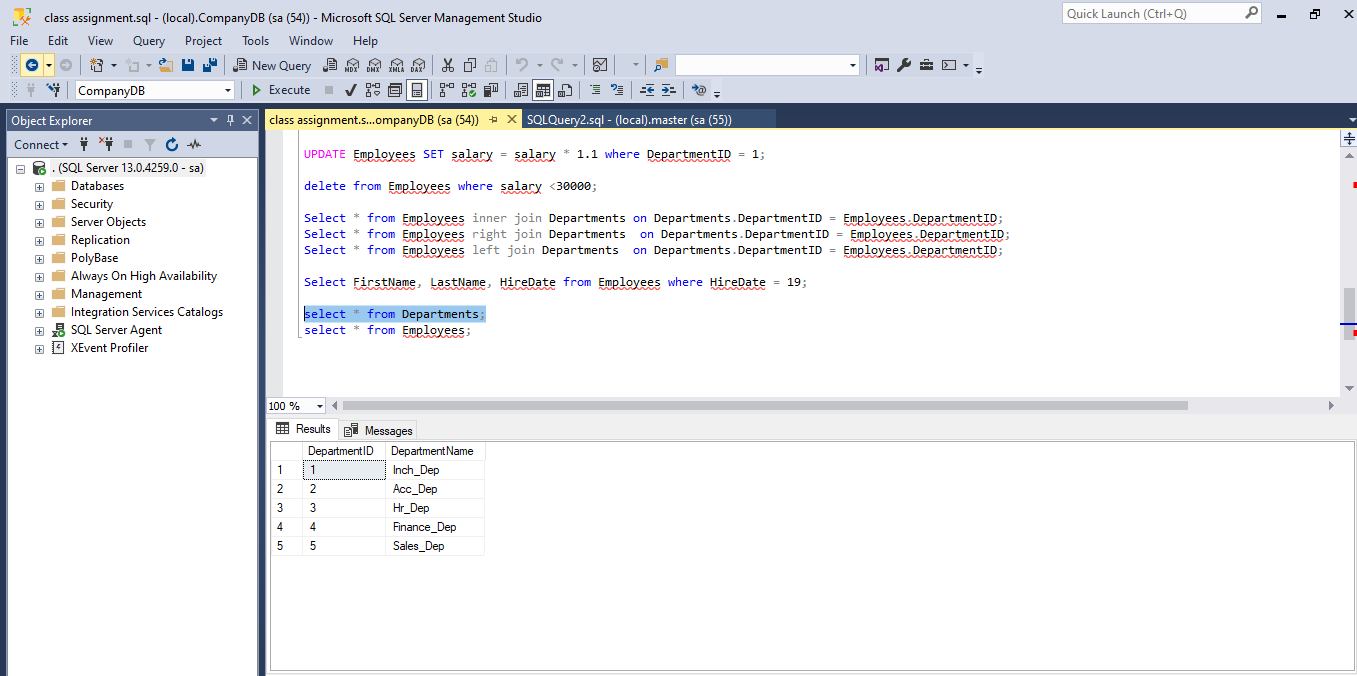 class assignment.sql - (local).CompanyDB (sa (54)) - Microsoft SQL Server Management Studio
Quick Launch (Ctrl+Q)
File Edit View Query Project Tools Window Help
New Query MDX DMX XMLA DAX
CompanyDB Execute
Object Explorer
class assignment.s...ompanyDB (sa (54)) SQLQuery2.sql - (local).master (sa (55))
Connect
. (SQL Server 13.0.4259.0 - sa)
Databases
Security
Server Objects
Replication
PolyBase
Always On High Availability
Management
Integration Services Catalogs
SQL Server Agent
XEvent Profiler
UPDATE Employees SET salary = salary * 1.1 where DepartmentID = 1;
delete from Employees where salary <30000;
Select * from Employees inner join Departments on Departments.DepartmentID = Employees.DepartmentID;
Select * from Employees right join Departments  on Departments.DepartmentID = Employees.DepartmentID;
Select * from Employees left join Departments  on Departments.DepartmentID = Employees.DepartmentID;
Select FirstName, LastName, HireDate from Employees where HireDate = 19;
select * from Departments;
select * from Employees;
100 %
Results Messages
DepartmentID DepartmentName
1 1 Inch_Dep
2 2 Acc_Dep
3 3 Hr_Dep
4 4 Finance_Dep
5 5 Sales_Dep